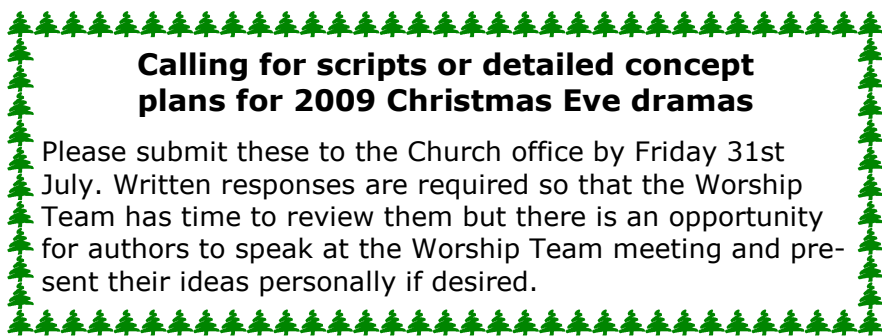 Calling for scripts or detailed concept
plans for 2009 Christmas Eve dramas
Please submit these to the Church office by Friday 31st
July. Written responses are required so that the Worship
Team has time to review them but there is an opportunity
for authors to speak at the Worship Team meeting and pre-
sent their ideas personally if desired.